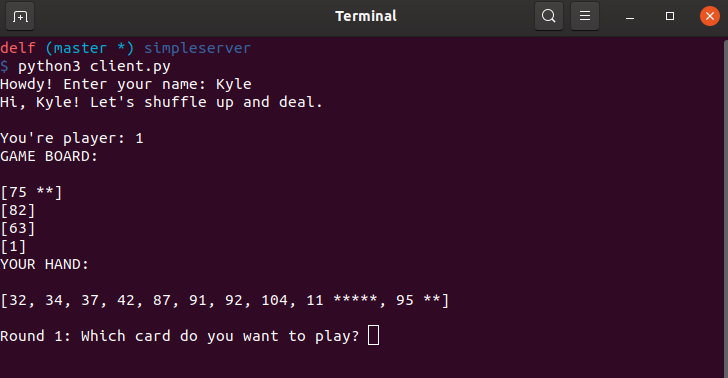 Terminal
delf (master *) simpleserver
$ python3 client.py
Howdy! Enter your name: Kyle
Hi, Kyle! Let's shuffle up and deal.
You're player: 1
GAME BOARD:
[75 **]
[82]
[63]
[1]
YOUR HAND:
[32, 34, 37, 42, 87, 91, 92, 104, 11 *****, 95 **]
Round 1: Which card do you want to play?